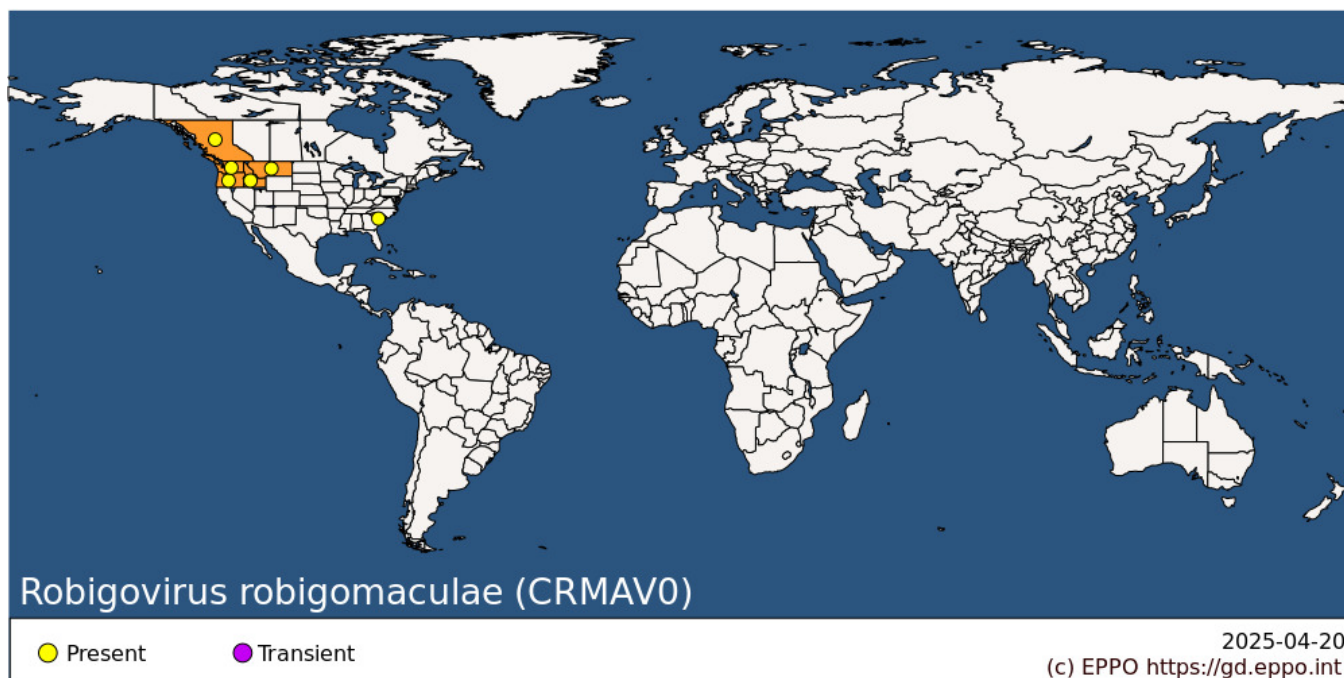 Robigovirus robigomaculae (CRMAV0)
Present
Transient
2025-04-20
(c) EPPO https://gd.eppo.int